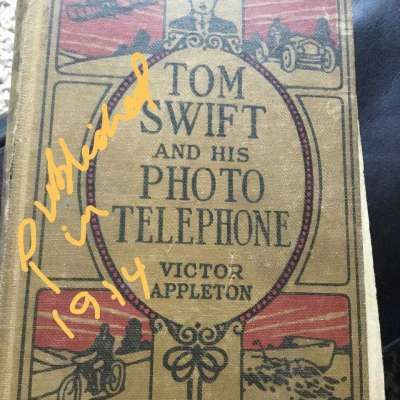 TOM
SWIFT
AND HIS
PHOTO
TELEPHONE
VICTOR
APPLETON
Published
in
1914